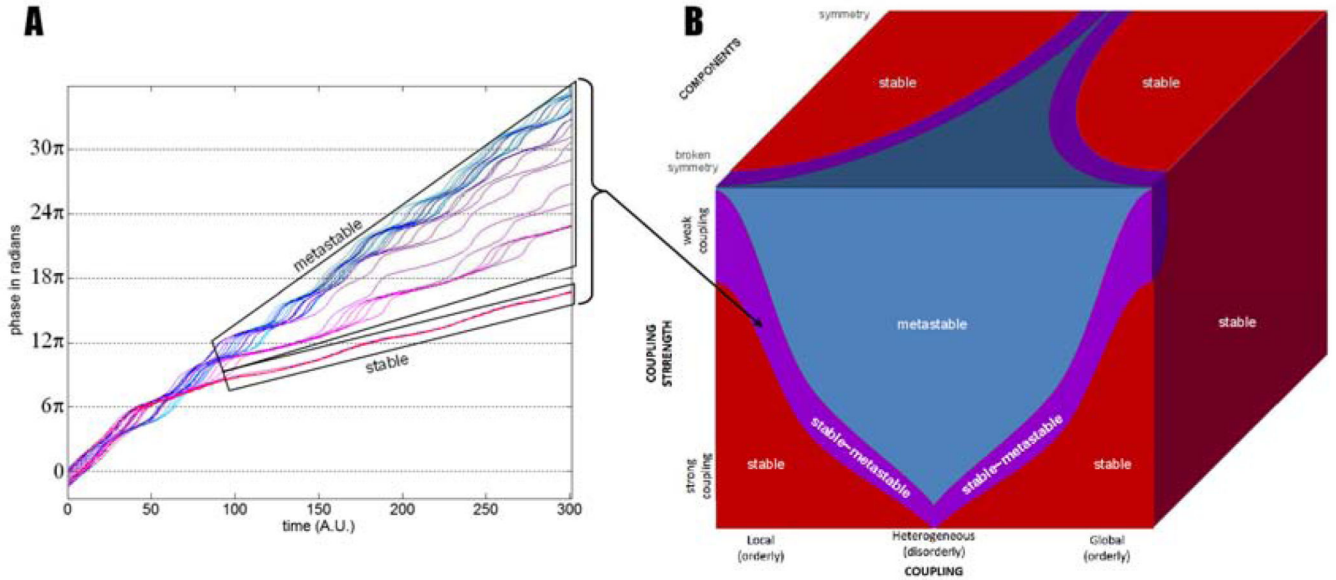 A
phase in radians
30π
24π
18π
12π
6π
0
metastable
stable
0 50 100 150 200 250 300
time (A.U.)
B
COMPONENTS
symmetry
broken
symmetry
stable
stable
COUPLING
STRRENGTH
weak
coupling
strong
coupling
metastable
stable
stable-metastable
stable-metastable
stable
stable
Local
(orderly)
Heterogeneous
(disorderly)
Global
(orderly)
COUPLING